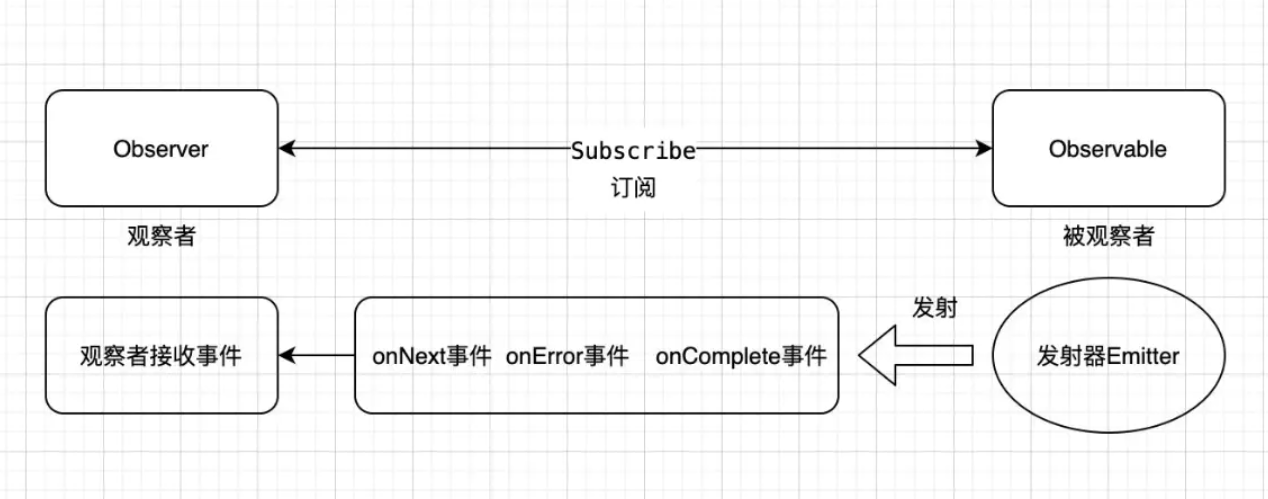 Observer
Subscribe
Observable
订阅
观察者
被观察者
发射
观察者接收事件
onNext事件 onError事件 onComplete事件
发射器Emitter